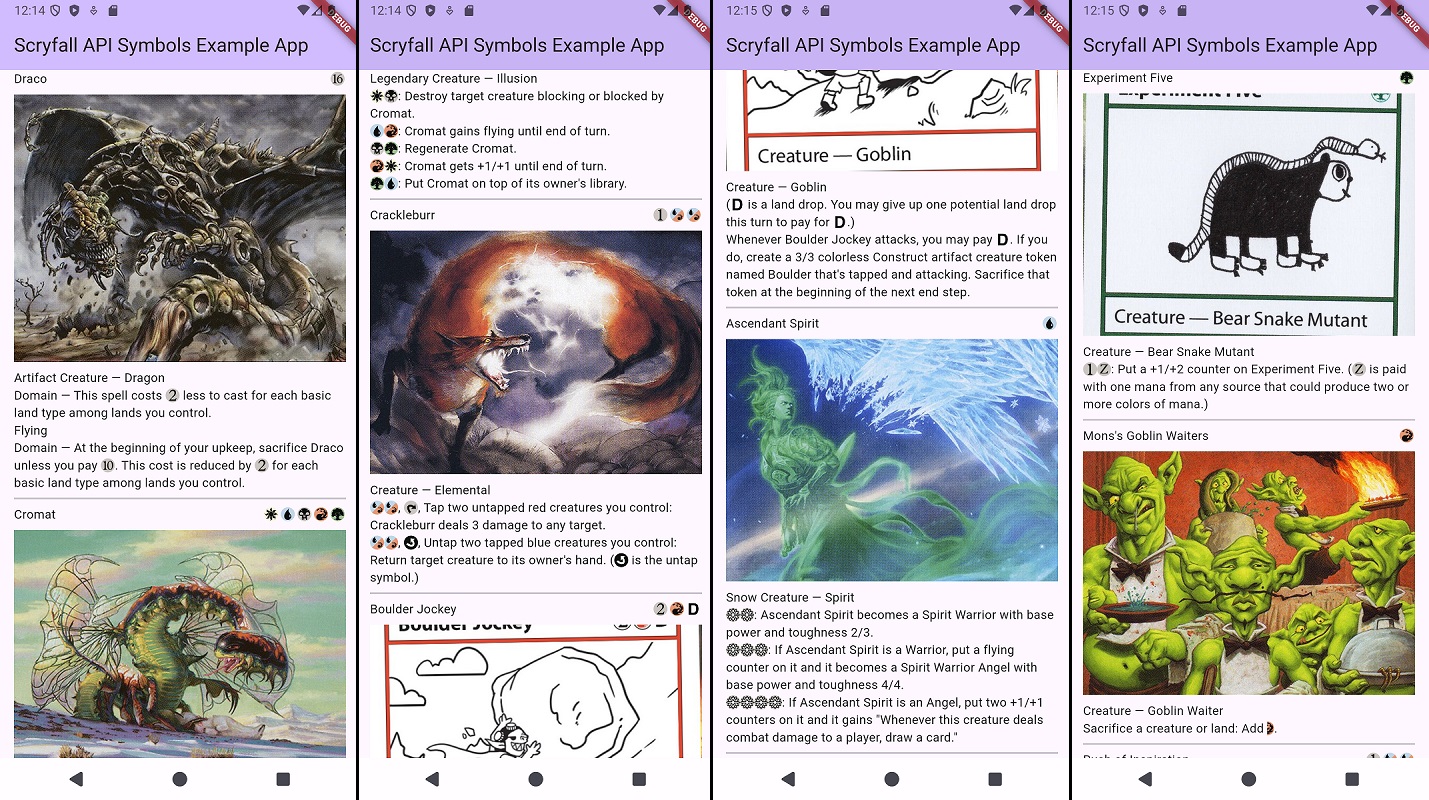 12:14
DEBUG
Scryfall API Symbols Example App
Draco 16
Artifact Creature — Dragon
Domain — This spell costs 2 less to cast for each basic
land type among lands you control.
Flying
Domain — At the beginning of your upkeep, sacrifice Draco
unless you pay 10. This cost is reduced by 2 for each
basic land type among lands you control.
Cromat
12:14
DEBUG
Scryfall API Symbols Example App
Legendary Creature — Illusion
: Destroy target creature blocking or blocked by
Cromat.
: Cromat gains flying until end of turn.
: Regenerate Cromat.
: Cromat gets +1/+1 until end of turn.
: Put Cromat on top of its owner's library.
Crackleburr 1
Creature — Elemental
, , Tap two untapped red creatures you control:
Crackleburr deals 3 damage to any target.
, , Untap two tapped blue creatures you control:
Return target creature to its owner's hand. ( is the untap
symbol.)
Boulder Jockey 2 D
Boulder Jockey
12:15
DEBUG
Scryfall API Symbols Example App
Creature — Goblin
Creature — Goblin
(D is a land drop. You may give up one potential land drop
this turn to pay for D.)
Whenever Boulder Jockey attacks, you may pay D. If you
do, create a 3/3 colorless Construct artifact creature token
named Boulder that's tapped and attacking. Sacrifice that
token at the beginning of the next end step.
Ascendant Spirit
Snow Creature — Spirit
: Ascendant Spirit becomes a Spirit Warrior with base
power and toughness 2/3.
: If Ascendant Spirit is a Warrior, put a flying
counter on it and it becomes a Spirit Warrior Angel with
base power and toughness 4/4.
: If Ascendant Spirit is an Angel, put two +1/+1
counters on it and it gains "Whenever this creature deals
combat damage to a player, draw a card."
12:15
DEBUG
Scryfall API Symbols Example App
Experiment Five
Experiment Five
Creature — Bear Snake Mutant
Creature — Bear Snake Mutant
1 Z: Put a +1/+2 counter on Experiment Five. (Z is paid
with one mana from any source that could produce two or
more colors of mana.)
Mons's Goblin Waiters
Creature — Goblin Waiter
Sacrifice a creature or land: Add .